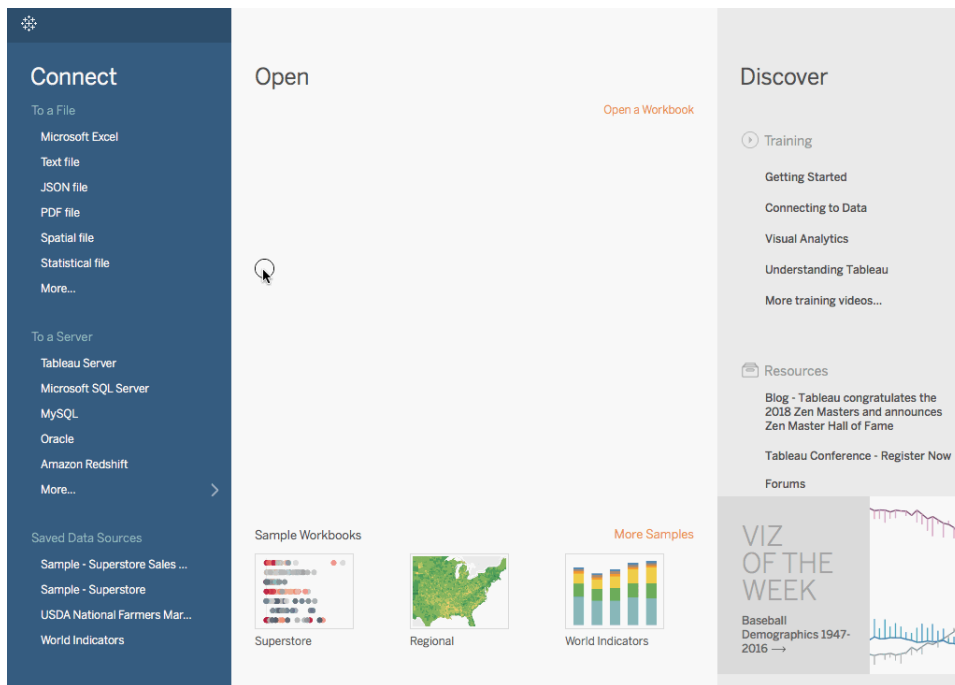 Connect
To a File
Microsoft Excel
Text file
JSON file
PDF file
Spatial file
Statistical file
More...
To a Server
Tableau Server
Microsoft SQL Server
MySQL
Oracle
Amazon Redshift
More...
Saved Data Sources
Sample - Superstore Sales ...
Sample - Superstore
USDA National Farmers Mar...
World Indicators
Open
Open a Workbook
Sample Workbooks
More Samples
Superstore
Regional
World Indicators
Discover
Training
Getting Started
Connecting to Data
Visual Analytics
Understanding Tableau
More training videos...
Resources
Blog - Tableau congratulates the
2018 Zen Masters and announces
Zen Master Hall of Fame
Tableau Conference - Register Now
Forums
VIZ
OF THE
WEEK
Baseball
Demographics 1947-
2016 →